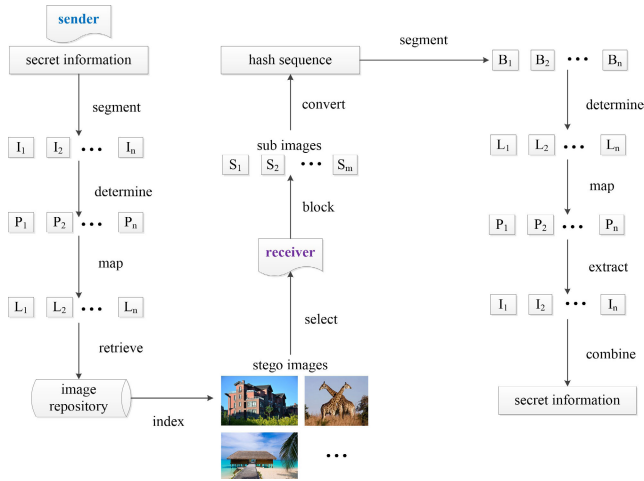 sender
secret information
segment
I1 I2 ••• In
determine
P1 P2 ••• Pn
map
L1 L2 ••• Ln
retrieve
image
repository
index
stego images
•••
select
receiver
block
S1 S2 ••• Sm
sub images
convert
hash sequence
segment
B1 B2 ••• Bn
determine
L1 L2 ••• Ln
map
P1 P2 ••• Pn
extract
I1 I2 ••• In
combine
secret information